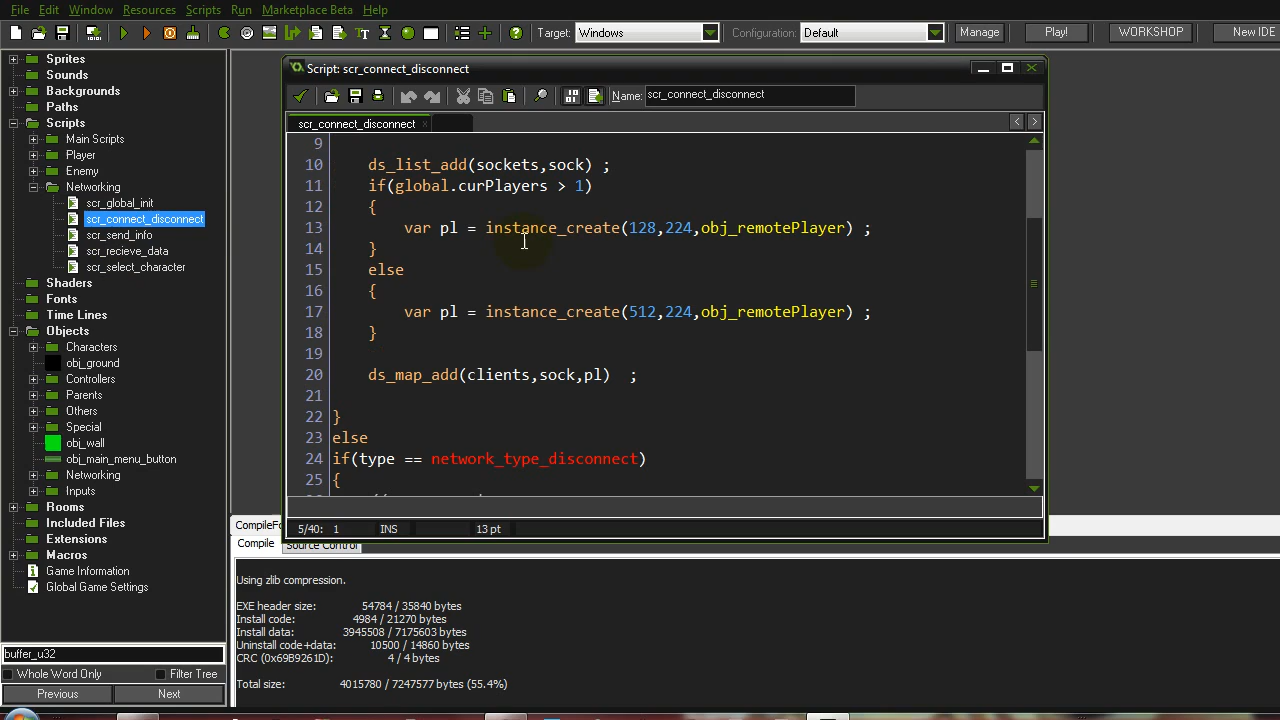 File Edit Window Resources Scripts Run Marketplace Beta Help
Target: Windows Configuration: Default Manage Play! WORKSHOP New IDE
Sprites
Sounds
Backgrounds
Paths
Scripts
Main Scripts
Player
Enemy
Networking
scr_global_init
scr_connect_disconnect
scr_send_info
scr_recieve_data
scr_select_character
Shaders
Fonts
Time Lines
Objects
Characters
obj_ground
Controllers
Parents
Others
Special
obj_wall
obj_main_menu_button
Networking
Inputs
Rooms
Included Files
Extensions
Macros
Game Information
Global Game Settings
buffer_u32
Whole Word Only Filter Tree
Previous Next
Script: scr_connect_disconnect
Name: scr_connect_disconnect
scr_connect_disconnect x
9
10 ds_list_add(sockets,sock) ;
11 if(global.curPlayers > 1)
12 {
13 var pl = instance_create(128,224,obj_remotePlayer) ;
14 }
15 else
16 {
17 var pl = instance_create(512,224,obj_remotePlayer) ;
18 }
19
20 ds_map_add(clients,sock,pl) ;
21
22 }
23 else
24 if(type == network_type_disconnect)
25 {
5/40: 1 INS 13 pt
Compile Source Control
Using zlib compression.
EXE header size: 54784 / 35840 bytes
Install code: 4984 / 21270 bytes
Install data: 3945508 / 7175603 bytes
Uninstall code+data: 10500 / 14860 bytes
CRC (0x69B9261D): 4 / 4 bytes
Total size: 4015780 / 7247577 bytes (55.4%)